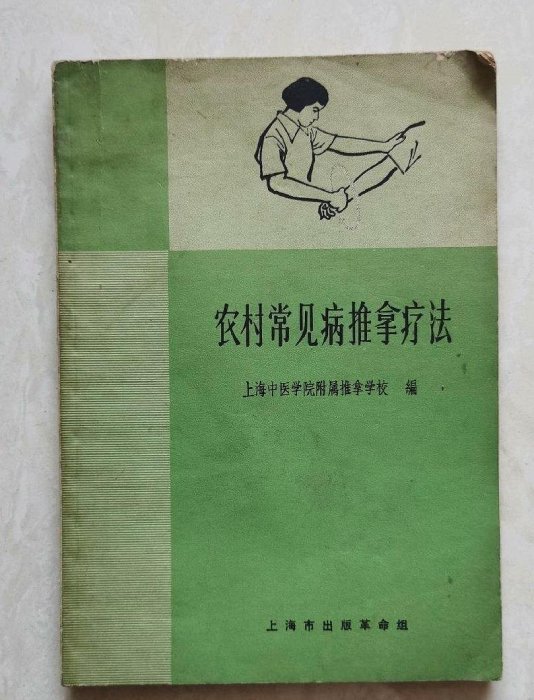 农村常见病推拿疗法
上海中医学院附属推拿学校 编
上海市出版革命组